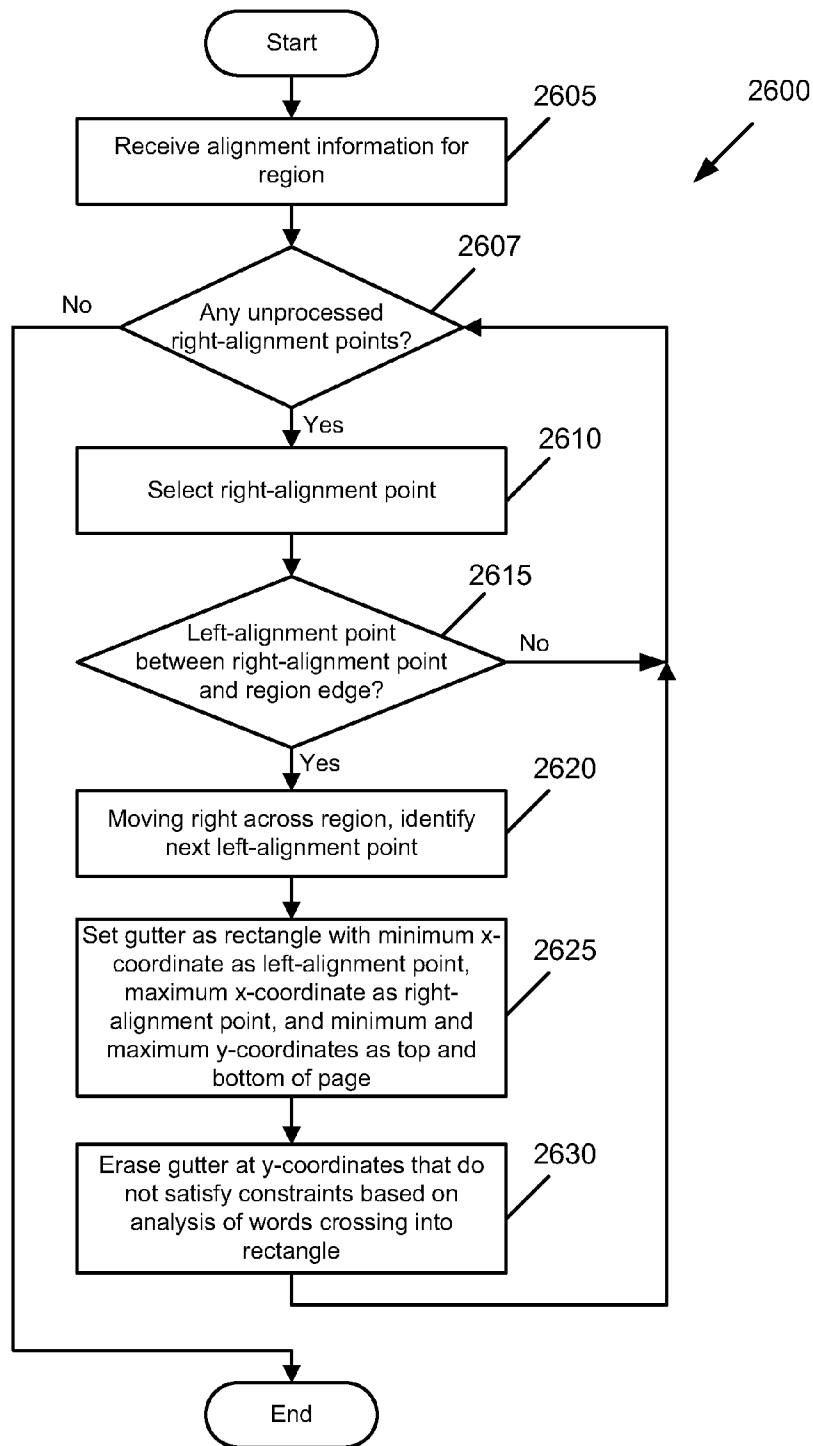 Start
2605
2600
Receive alignment information for
region
2607
No
Any unprocessed
right-alignment points?
Yes
2610
Select right-alignment point
2615
Left-alignment point
between right-alignment point
and region edge?
No
Yes
2620
Moving right across region, identify
next left-alignment point
Set gutter as rectangle with minimum x-
coordinate as left-alignment point,
maximum x-coordinate as right-
alignment point, and minimum and
maximum y-coordinates as top and
bottom of page
2625
Erase gutter at y-coordinates that do
not satisfy constraints based on
analysis of words crossing into
rectangle
2630
End